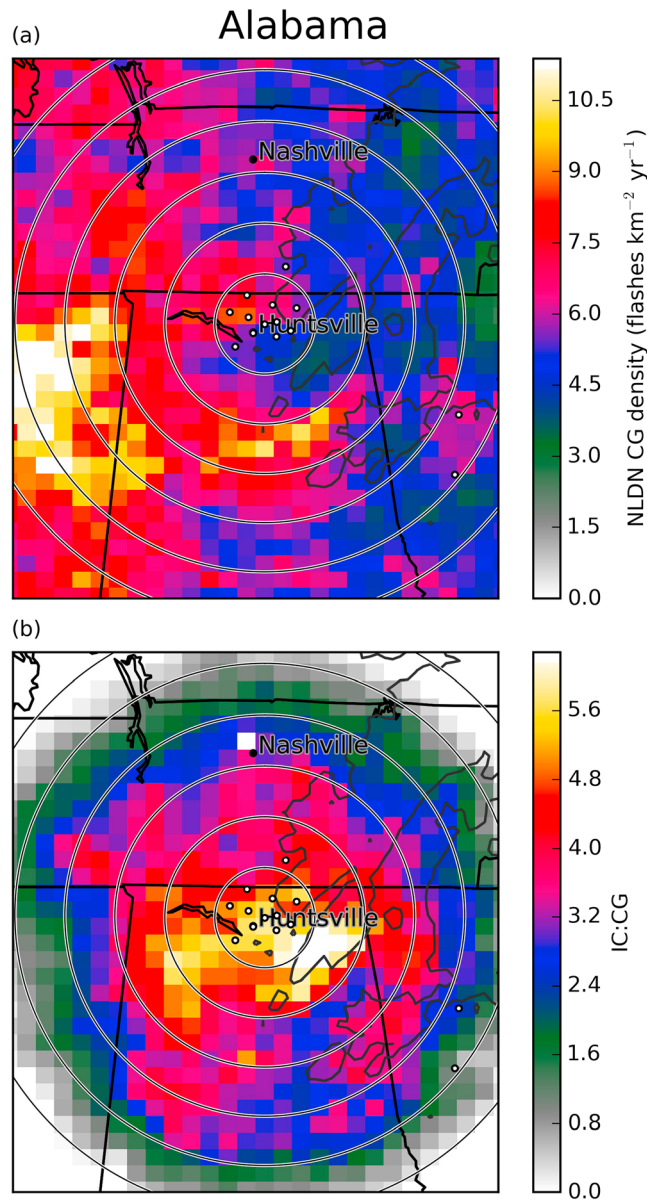 Alabama
(a)
Nashville
Huntsville
10.5
9.0
7.5
6.0
4.5
3.0
1.5
0.0
NLDN CG density (flashes km⁻² yr⁻¹)
(b)
Nashville
Huntsville
5.6
4.8
4.0
3.2
2.4
1.6
0.8
0.0
IC:CG